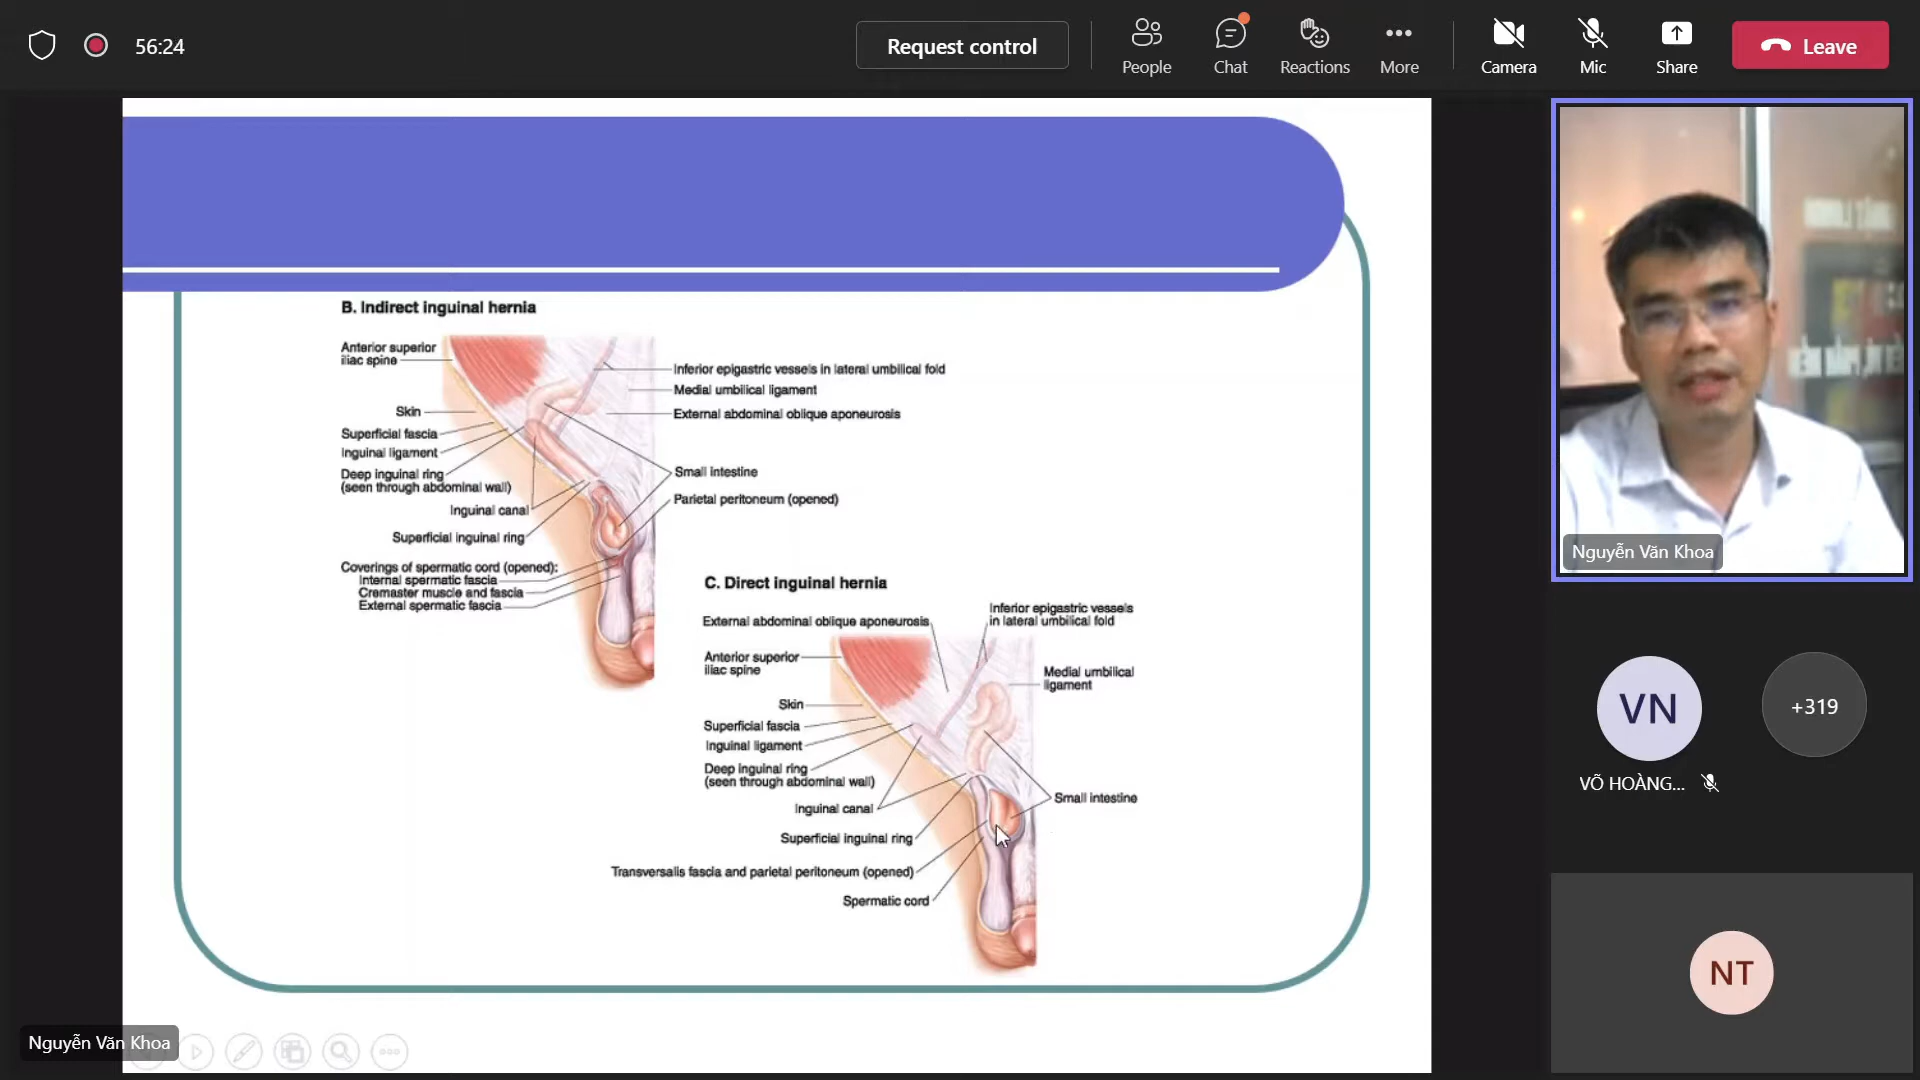 56:24
Request control
People
Chat
Reactions
More
Camera
Mic
Share
Leave
B. Indirect inguinal hernia
Anterior superior
iliac spine
Skin
Superficial fascia
Inguinal ligament
Deep inguinal ring
(seen through abdominal wall)
Inguinal canal
Superficial inguinal ring
Coverings of spermatic cord (opened):
Internal spermatic fascia
Cremaster muscle and fascia
External spermatic fascia
Inferior epigastric vessels in lateral umbilical fold
Medial umbilical ligament
External abdominal oblique aponeurosis
Small intestine
Parietal peritoneum (opened)
C. Direct inguinal hernia
External abdominal oblique aponeurosis
Inferior epigastric vessels
in lateral umbilical fold
Anterior superior
iliac spine
Medial umbilical
ligament
Skin
Superficial fascia
Inguinal ligament
Deep inguinal ring
(seen through abdominal wall)
Inguinal canal
Small intestine
Superficial inguinal ring
Transversalis fascia and parietal peritoneum (opened)
Spermatic cord
Nguyễn Văn Khoa
VN
+319
VÕ HOÀNG...
NT
Nguyễn Văn Khoa